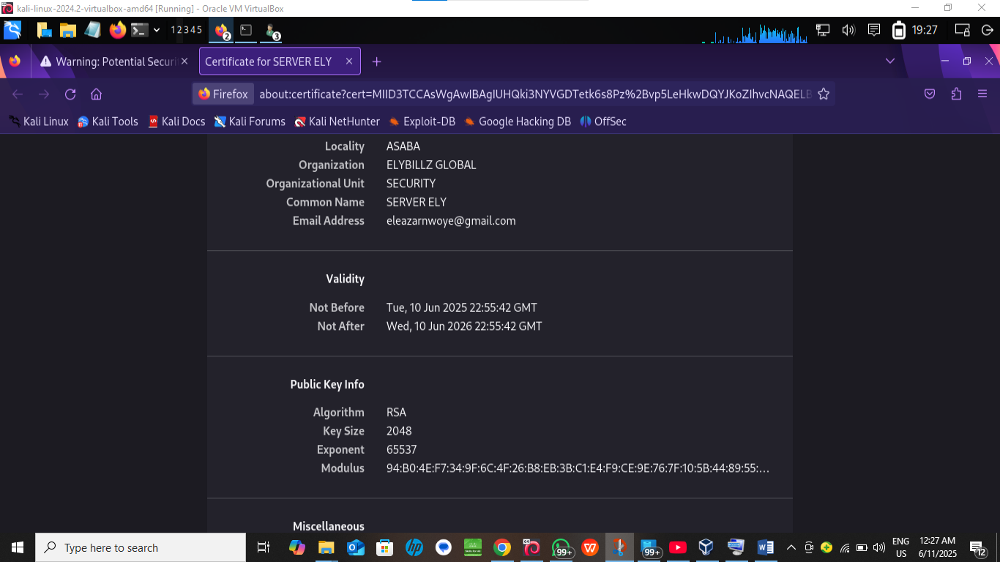 kali-linux-2024.2-virtualbox-amd64 [Running] - Oracle VM VirtualBox
1 2 3 4 5 2 3 19:27
Warning: Potential Securi Certificate for SERVER ELY
Firefox about:certificate?cert=MIID3TCCAsWgAwIBAgIUHQki3NYVGDTetk6s8Pz%2Bvp5LeHkwDQYJKoZIhvcNAQELB
Kali Linux Kali Tools Kali Docs Kali Forums Kali NetHunter Exploit-DB Google Hacking DB OffSec
Locality ASABA
Organization ELYBILLZ GLOBAL
Organizational Unit SECURITY
Common Name SERVER ELY
Email Address eleazarnwoye@gmail.com
Validity
Not Before Tue, 10 Jun 2025 22:55:42 GMT
Not After Wed, 10 Jun 2026 22:55:42 GMT
Public Key Info
Algorithm RSA
Key Size 2048
Exponent 65537
Modulus 94:B0:4E:F7:34:9F:6C:4F:26:B8:EB:3B:C1:E4:F9:CE:9E:76:7F:10:5B:44:89:55:…
Miscellaneous
Type here to search 99+ 99+ ENG US 12:27 AM 6/11/2025 12